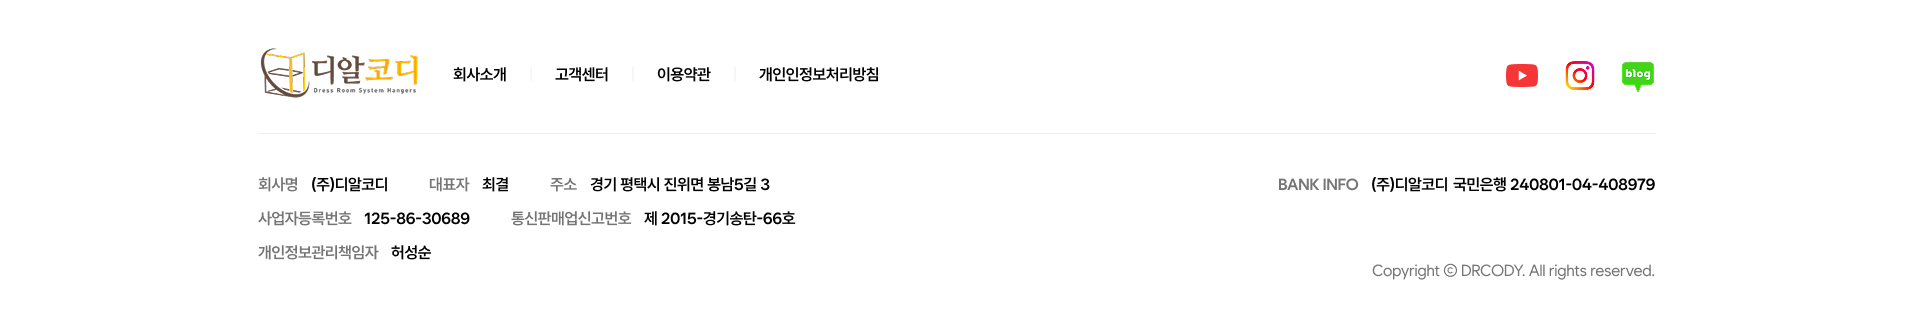 디알코디
Dress Room System Hangers
회사소개 고객센터 이용약관 개인인정보처리방침
blog
회사명 (주)디알코디 대표자 최결 주소 경기 평택시 진위면 봉남5길 3
BANK INFO (주)디알코디 국민은행 240801-04-408979
사업자등록번호 125-86-30689 통신판매업신고번호 제 2015-경기송탄-66호
개인정보관리책임자 허성순
Copyright ⓒ DRCODY. All rights reserved.